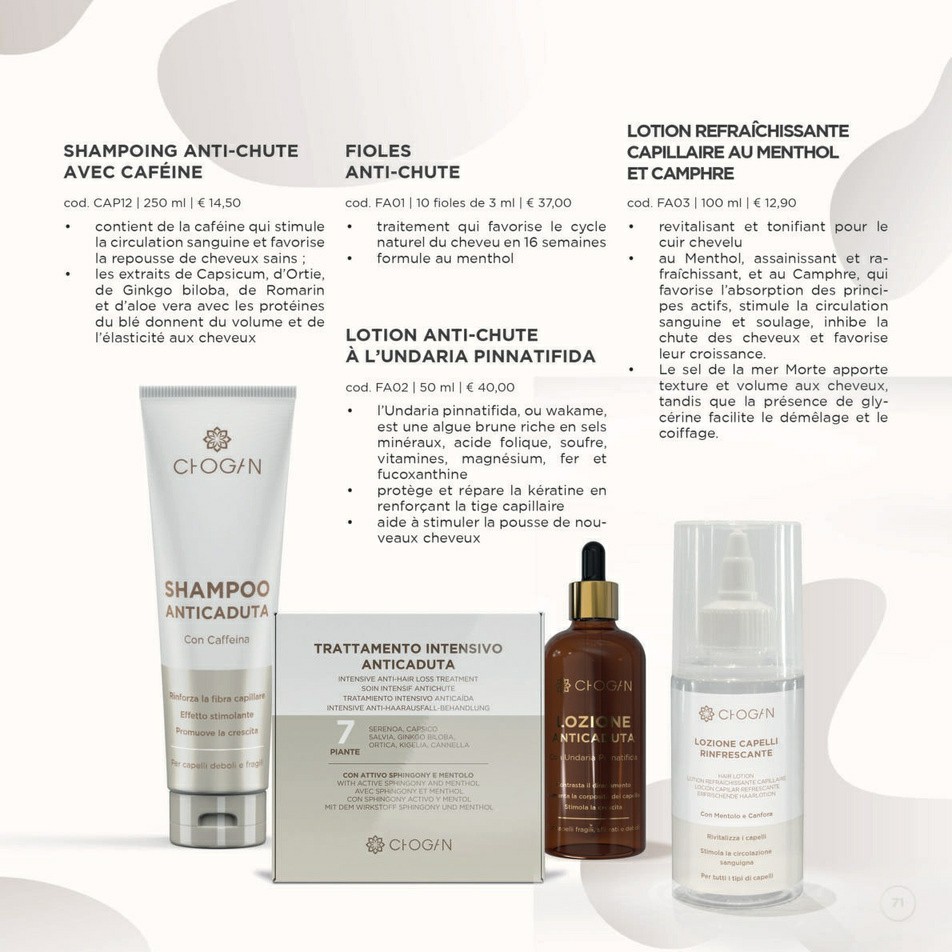 SHAMPOING ANTI-CHUTE
AVEC CAFÉINE
cod. CAP12 | 250 ml | € 14,50
• contient de la caféine qui stimule
la circulation sanguine et favorise
la repousse de cheveux sains ;
• les extraits de Capsicum, d'Ortie,
de Ginkgo biloba, de Romarin
et d'aloe vera avec les protéines
du blé donnent du volume et de
l'élasticité aux cheveux
FIOLES
ANTI-CHUTE
cod. FA01 | 10 fioles de 3 ml | € 37,00
• traitement qui favorise le cycle
naturel du cheveu en 16 semaines
• formule au menthol
LOTION ANTI-CHUTE
À L'UNDARIA PINNATIFIDA
cod. FA02 | 50 ml | € 40,00
• l'Undaria pinnatifida, ou wakame,
est une algue brune riche en sels
minéraux, acide folique, soufre,
vitamines, magnésium, fer et
fucoxanthine
• protège et répare la kératine en
renforçant la tige capillaire
• aide à stimuler la pousse de nou-
veaux cheveux
LOTION REFRAÎCHISSANTE
CAPILLAIRE AU MENTHOL
ET CAMPHRE
cod. FA03 | 100 ml | € 12,90
• revitalisant et tonifiant pour le
cuir chevelu
• au Menthol, assainissant et ra-
fraîchissant, et au Camphre, qui
favorise l'absorption des princi-
pes actifs, stimule la circulation
sanguine et soulage, inhibe la
chute des cheveux et favorise
leur croissance.
• Le sel de la mer Morte apporte
texture et volume aux cheveux,
tandis que la présence de gly-
cérine facilite le démêlage et le
coiffage.
CHOGAN
SHAMPOO
ANTICADUTA
Con Caffeina
Rinforza la fibra capillare
Effetto stimolante
Promuove la crescita
Per capelli deboli e fragili
TRATTAMENTO INTENSIVO
ANTICADUTA
INTENSIVE ANTI-HAIR LOSS TREATMENT
SOIN INTENSIF ANTICHUTE
TRATAMIENTO INTENSIVO ANTICAÍDA
INTENSIVE ANTI-HAARAUSFALL-BEHANDLUNG
7
PIANTE
SERENOA, CAPSICO
SALVIA, GINKGO BILOBA,
ORTICA, KIGELIA, CANNELLA
CON ATTIVO SPHINGONY E MENTOLO
WITH ACTIVE SPHINGONY AND MENTHOL
AVEC SPHINGONY ET MENTHOL
CON SPHINGONY ACTIVO Y MENTOL
MIT DEM WIRKSTOFF SPHINGONY UND MENTHOL
CHOGAN
CHOGAN
LOZIONE
ANTICADUTA
Undaria Pinnatifida
Stimola la crescita
CHOGAN
LOZIONE CAPELLI
RINFRESCANTE
HAIR LOTION
LOTION REFRAICHISSANTE CAPILLAIRE
LOCIÓN CAPILAR REFRESCANTE
ERFRISCHENDE HAARLOTION
Con Mentolo e Canfora
Rivitalizza i capelli
Stimola la circolazione
sanguigna
Per tutti i tipi di capelli
71